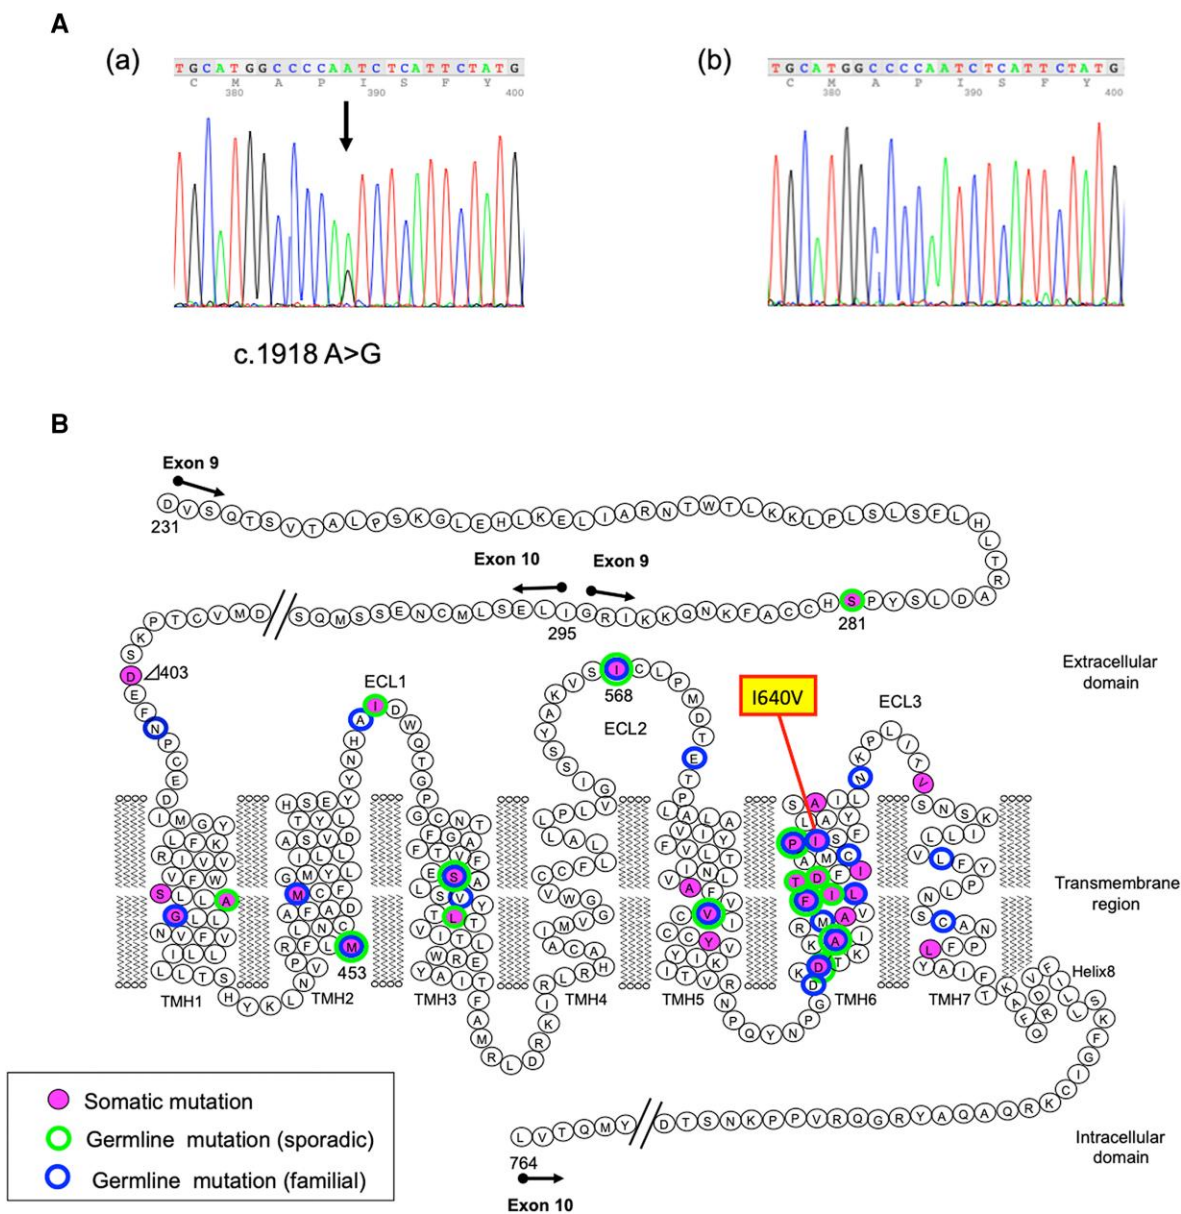 A
(a)
(b)
TGCATGGCCCCAATCTCATTCTATG
C M A P I S F Y
380 390 400
TGCATGGCCCCAATCTCATTCTATG
C M A P I S F Y
380 390 400
c.1918 A>G
B
Exon 9
D V S Q T S V T A L P S K G L E H L K E L I A R N T W T L K K L P L S L S F L H
231
L
T
R
Exon 10
Exon 9
P T C V M D // S Q M S S E N C M L S E L I G R I K K Q N K F A C C H S P Y S L D A
295
281
K
S
D
⊿403
E
F
N
P
C
E
D
Extracellular
domain
ECL1
568
ECL2
I640V
ECL3
Y N H A I D W Q T G P
G I S S Y A K V S I C L P M D T E T P
N K P L I T V S
I M G Y
L F K
R I V V
V F W
S L L A
G L L
N V F V
I L L
L L T S
H Y K L N
H S E Y
T Y L
A S V D
I L L
G M Y L
M C F
A F A D
L N C
R F L M
P V
453
G C N T
F G A
F T V F
E S A
L S V Y
T L T
V I T L
W R E
Y A I T
F A M R L D R K I R
L P L V
L A L
C C F L
V W G
I M V G
A C A
L R H
L A L A
V I Y
F V L T
I N L
A F V
C V I
C C V
Y I K
I T V R
N P Q Y N P G
S A I L
L A Y
P I S F
A M C
T D F I
F I L
M A V
R A I
K K T
D
D
S N S K
L L I
V L F Y
N L P
C A N
L F P
Y A I F
Transmembrane
region
TMH1
TMH2
TMH3
TMH4
TMH5
TMH6
TMH7
Helix8
Somatic mutation
Germline mutation (sporadic)
Germline mutation (familial)
L V T Q M Y // D T S N K P P V R Q G R Y A Q A Q R K C I G F K S
764
Exon 10
Intracellular
domain